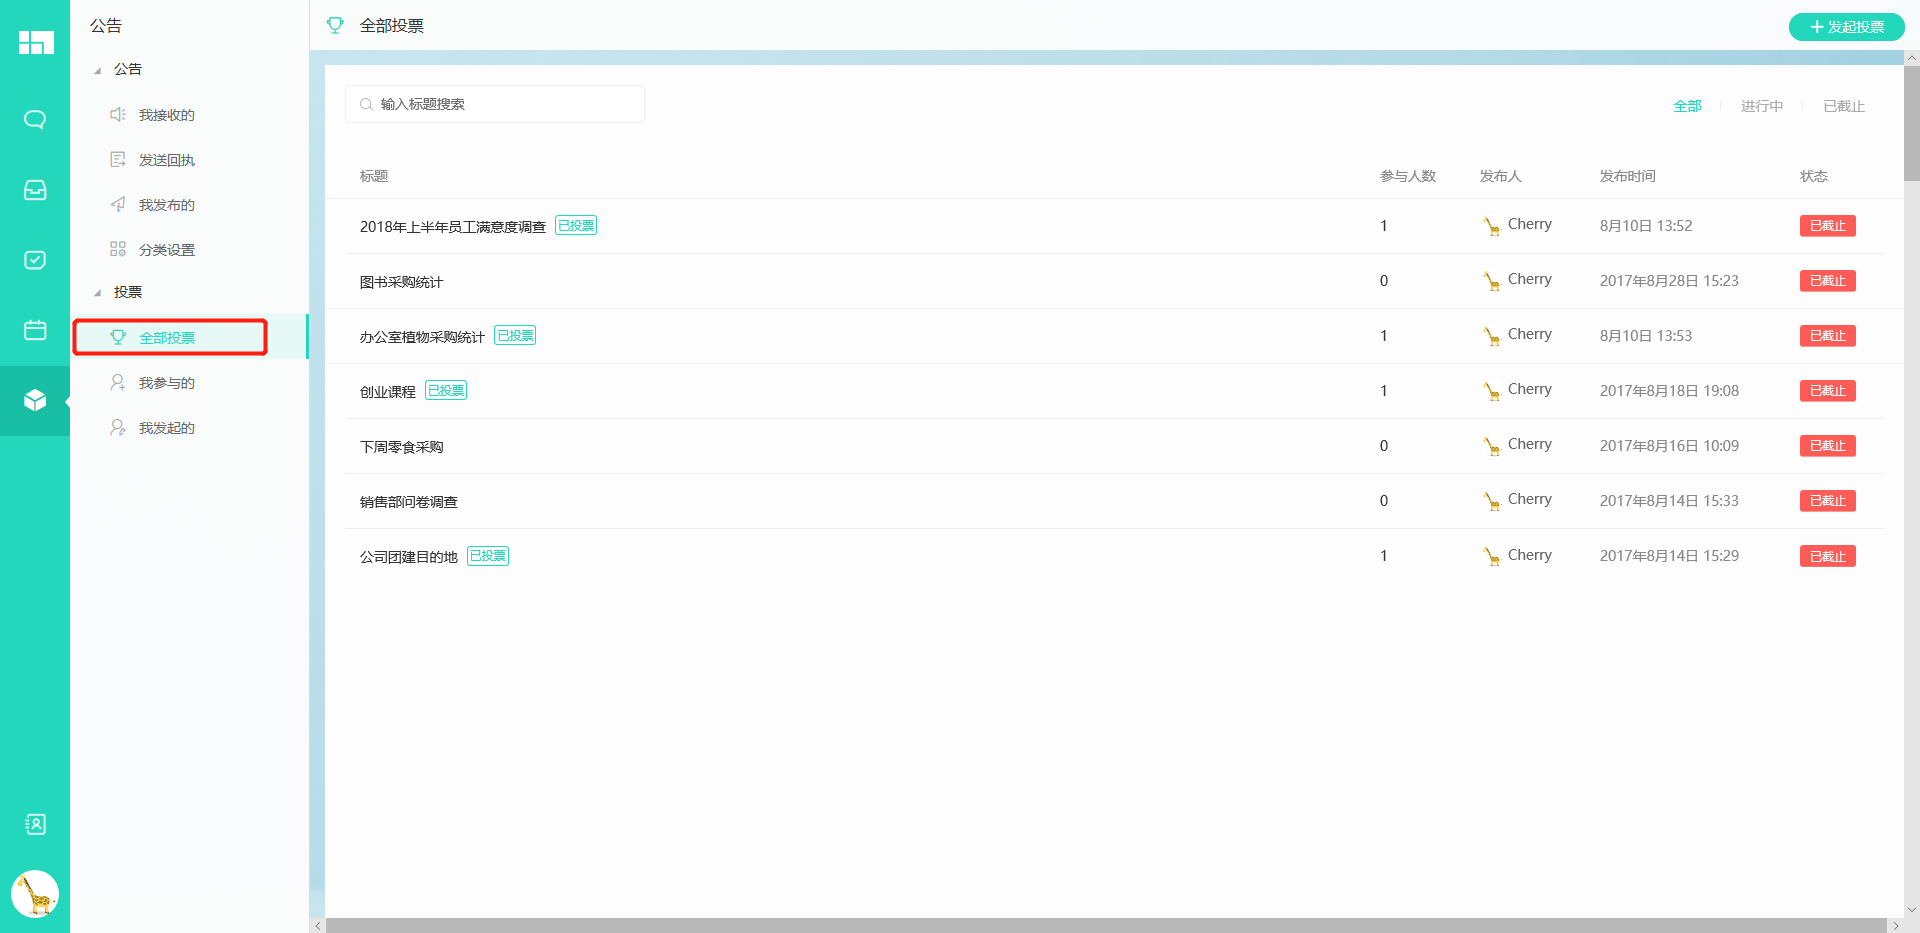 公告
公告
我接收的
发送回执
我发布的
分类设置
投票
全部投票
我参与的
我发起的
全部投票
发起投票
输入标题搜索
全部 进行中 已截止
标题 参与人数 发布人 发布时间 状态
2018年上半年员工满意度调查 已投票 1 Cherry 8月10日 13:52 已截止
图书采购统计 0 Cherry 2017年8月28日 15:23 已截止
办公室植物采购统计 已投票 1 Cherry 8月10日 13:53 已截止
创业课程 已投票 1 Cherry 2017年8月18日 19:08 已截止
下周零食采购 0 Cherry 2017年8月16日 10:09 已截止
销售部问卷调查 0 Cherry 2017年8月14日 15:33 已截止
公司团建目的地 已投票 1 Cherry 2017年8月14日 15:29 已截止